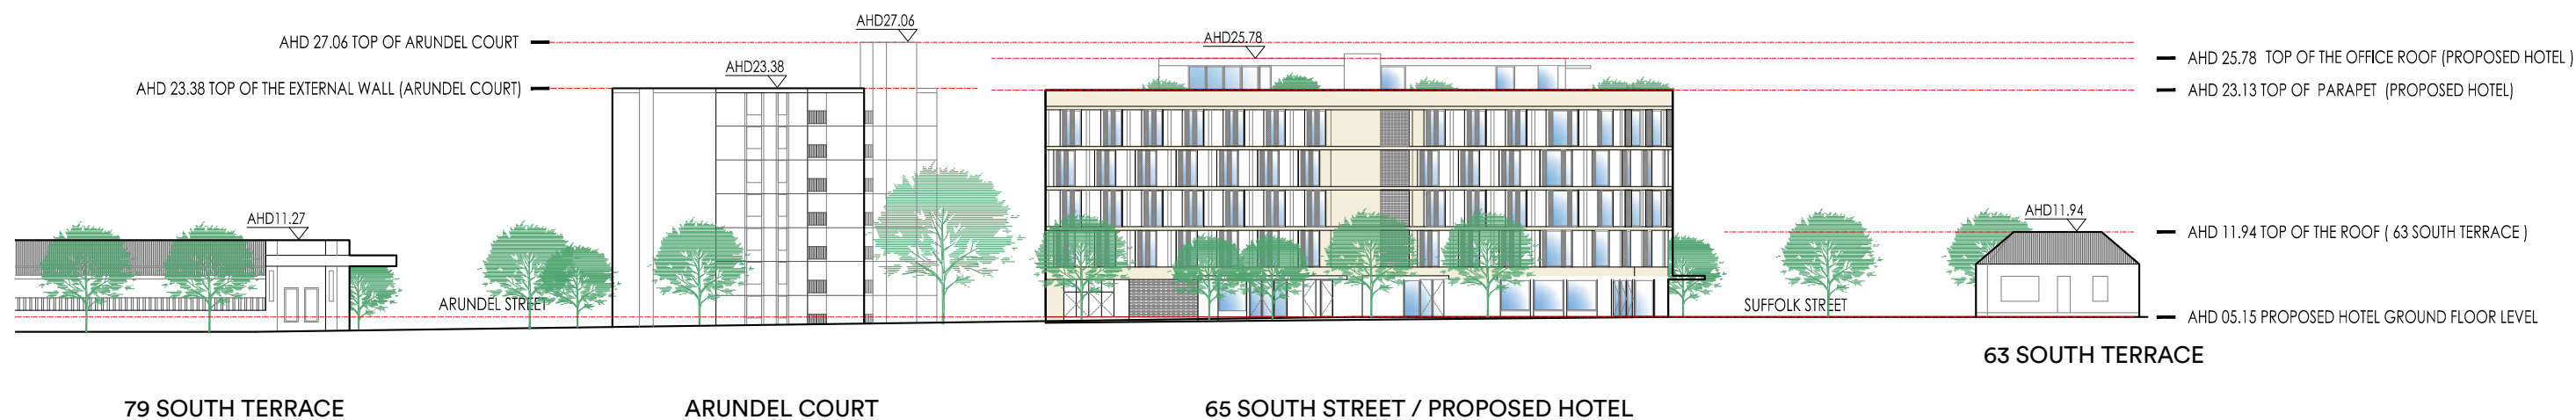 AHD27.06
AHD 27.06 TOP OF ARUNDEL COURT
AHD25.78
AHD 25.78 TOP OF THE OFFICE ROOF (PROPOSED HOTEL )
AHD23.38
AHD 23.38 TOP OF THE EXTERNAL WALL (ARUNDEL COURT)
AHD 23.13 TOP OF PARAPET (PROPOSED HOTEL)
AHD11.27
AHD11.94
AHD 11.94 TOP OF THE ROOF ( 63 SOUTH TERRACE )
ARUNDEL STREET
SUFFOLK STREET
AHD 05.15 PROPOSED HOTEL GROUND FLOOR LEVEL
63 SOUTH TERRACE
79 SOUTH TERRACE
ARUNDEL COURT
65 SOUTH STREET / PROPOSED HOTEL